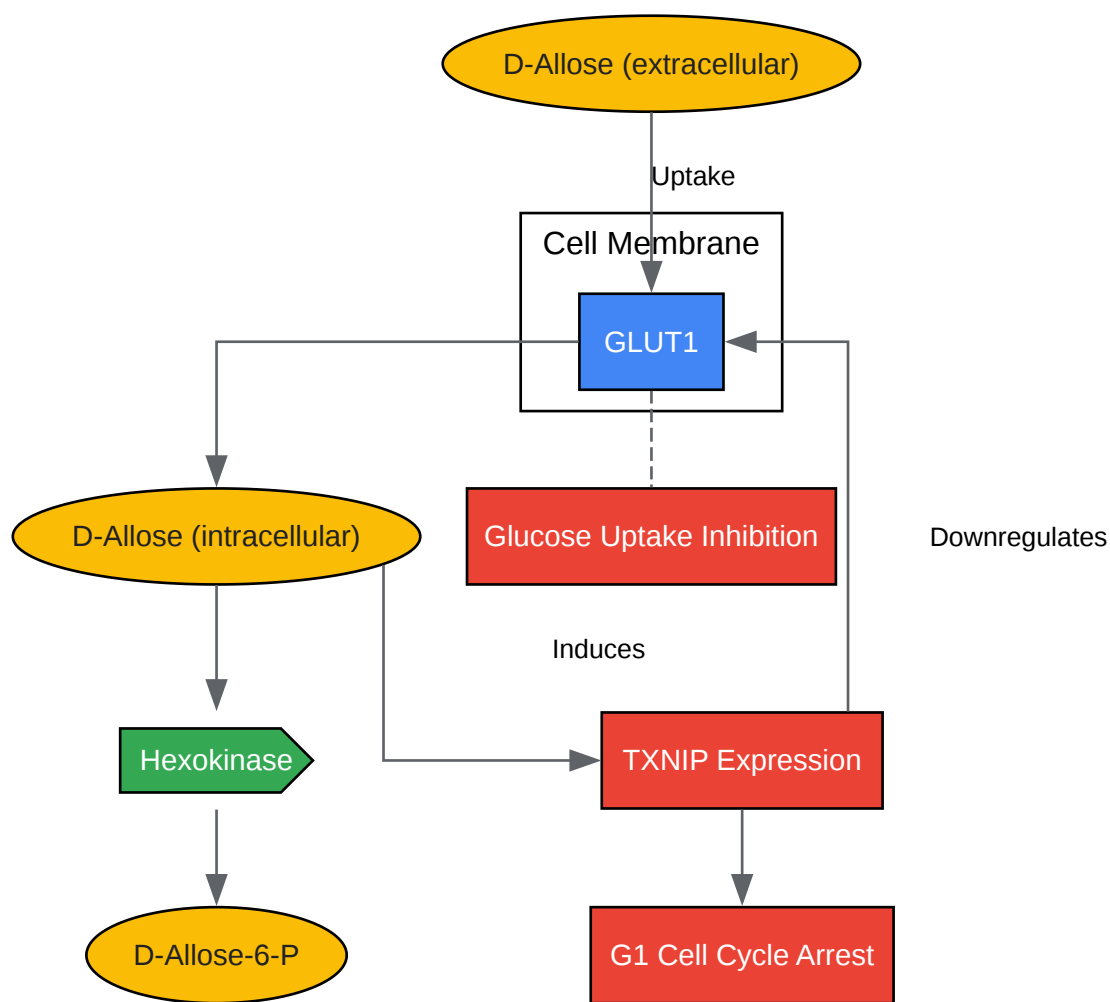 D-Allose (extracellular)
Uptake
Cell Membrane
GLUT1
D-Allose (intracellular)
Glucose Uptake Inhibition
Downregulates
Induces
Hexokinase
TXNIP Expression
D-Allose-6-P
G1 Cell Cycle Arrest